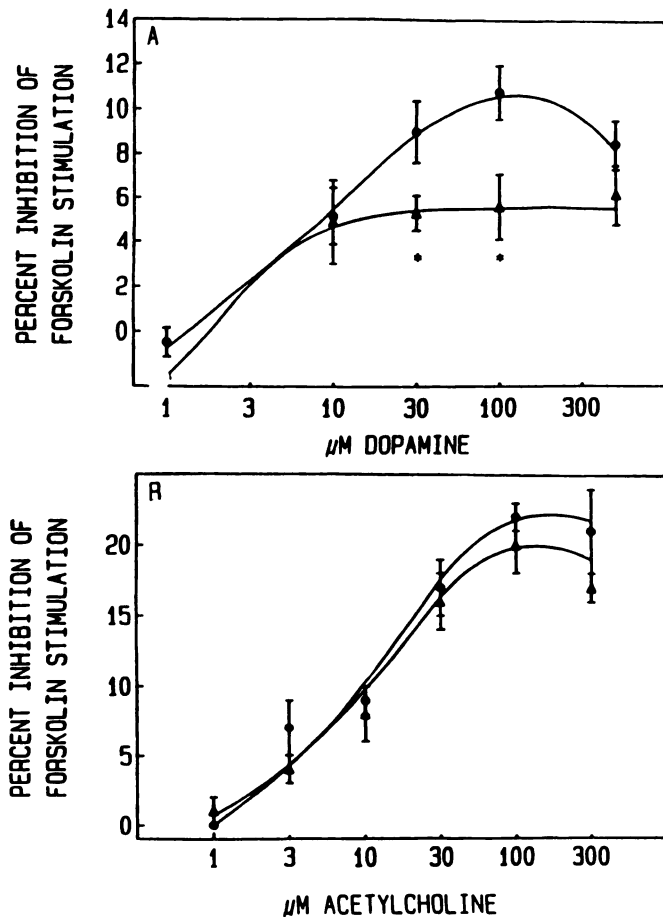 14
A
12
10
8
6
4
2
0
PERCENT INHIBITION OF
FORSKOLIN STIMULATION
* *
1 3 10 30 100 300
µM DOPAMINE
R
20
15
10
5
0
PERCENT INHIBITION OF
FORSKOLIN STIMULATION
1 3 10 30 100 300
µM ACETYLCHOLINE